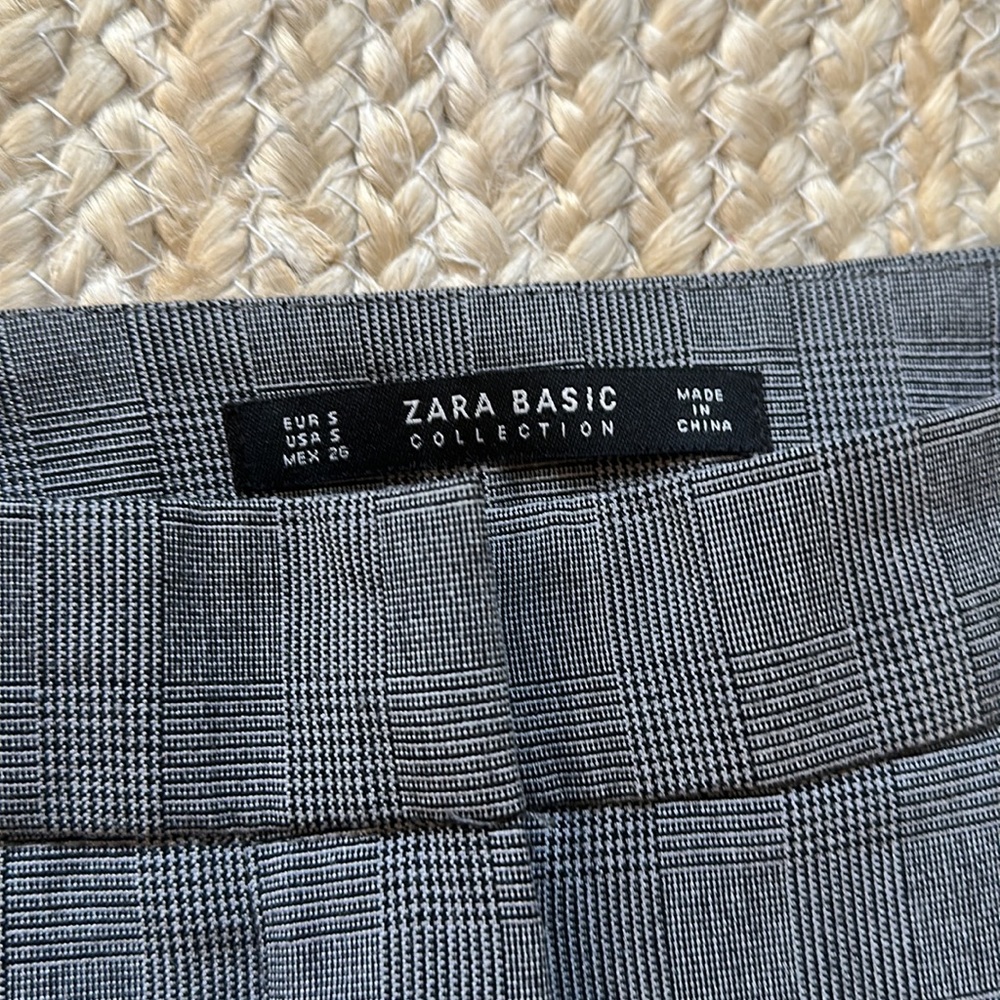 EUR S
USA S
MEX 26
ZARA BASIC
COLLECTION
MADE
IN
CHINA